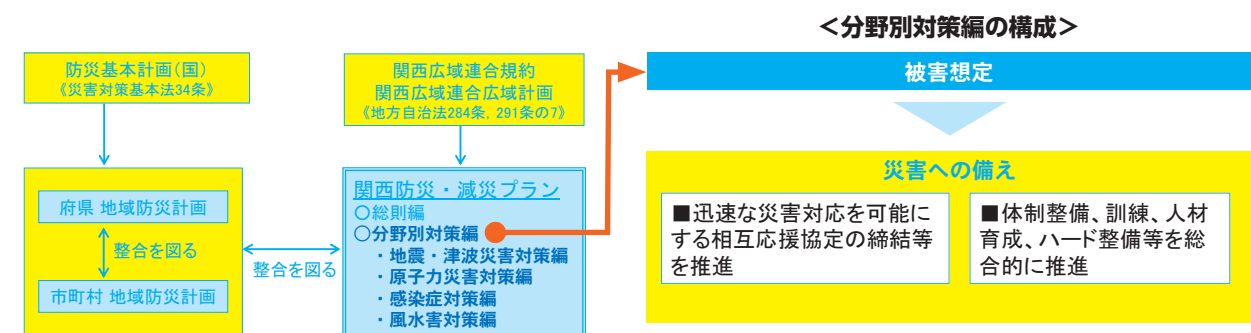 ＜分野別対策編の構成＞
防災基本計画（国）
《災害対策基本法34条》
関西広域連合規約
関西広域連合広域計画
《地方自治法284条，291条の7》
被害想定
府県 地域防災計画
整合を図る
市町村 地域防災計画
整合を図る
関西防災・減災プラン
○総則編
○分野別対策編
・地震・津波災害対策編
・原子力災害対策編
・感染症対策編
・風水害対策編
災害への備え
■迅速な災害対応を可能に
する相互応援協定の締結等
を推進
■体制整備、訓練、人材
育成、ハード整備等を総
合的に推進